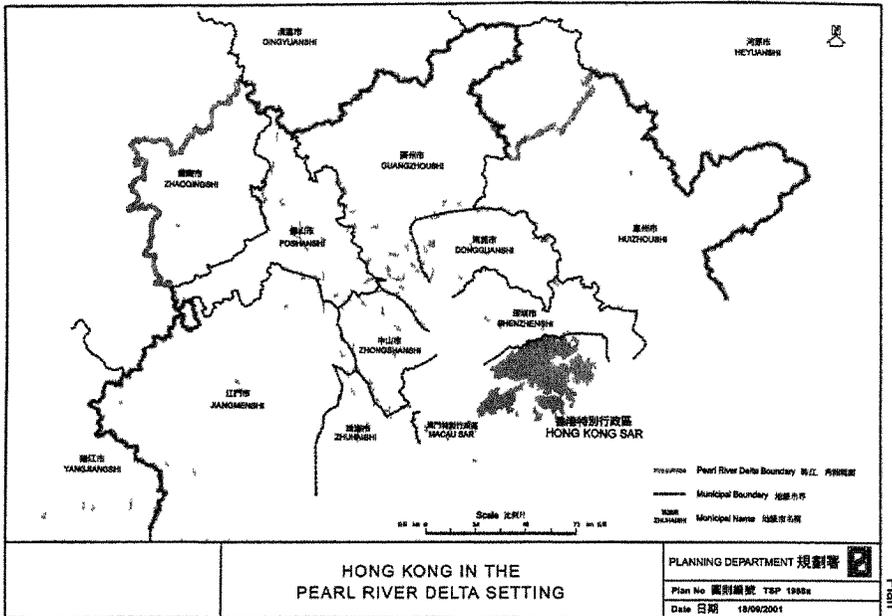 清遠市
QINGYUANSHI
河源市
HEYUANSHI
N
廣州市
GUANGZHOUSHI
肇慶市
ZHAOQINGSHI
惠州市
HUIZHOUSHI
佛山市
FOSHANSHI
東莞市
DONGGUANSHI
深圳市
SHENZHENSHI
中山市
ZHONGSHANSHI
江門市
JIANGMENSHI
珠海市
ZHUHAISHI
澳門特別行政區
MACAU SAR
香港特別行政區
HONG KONG SAR
陽江市
YANGJIANGSHI
Pearl River Delta Boundary
Municipal Boundary
ZHUHAISHI Municipal Name
Scale 比例尺
HONG KONG IN THE
PEARL RIVER DELTA SETTING
PLANNING DEPARTMENT 規劃署
Plan No 圖則編號 TSP 1988a
Date 日期 18/09/2001